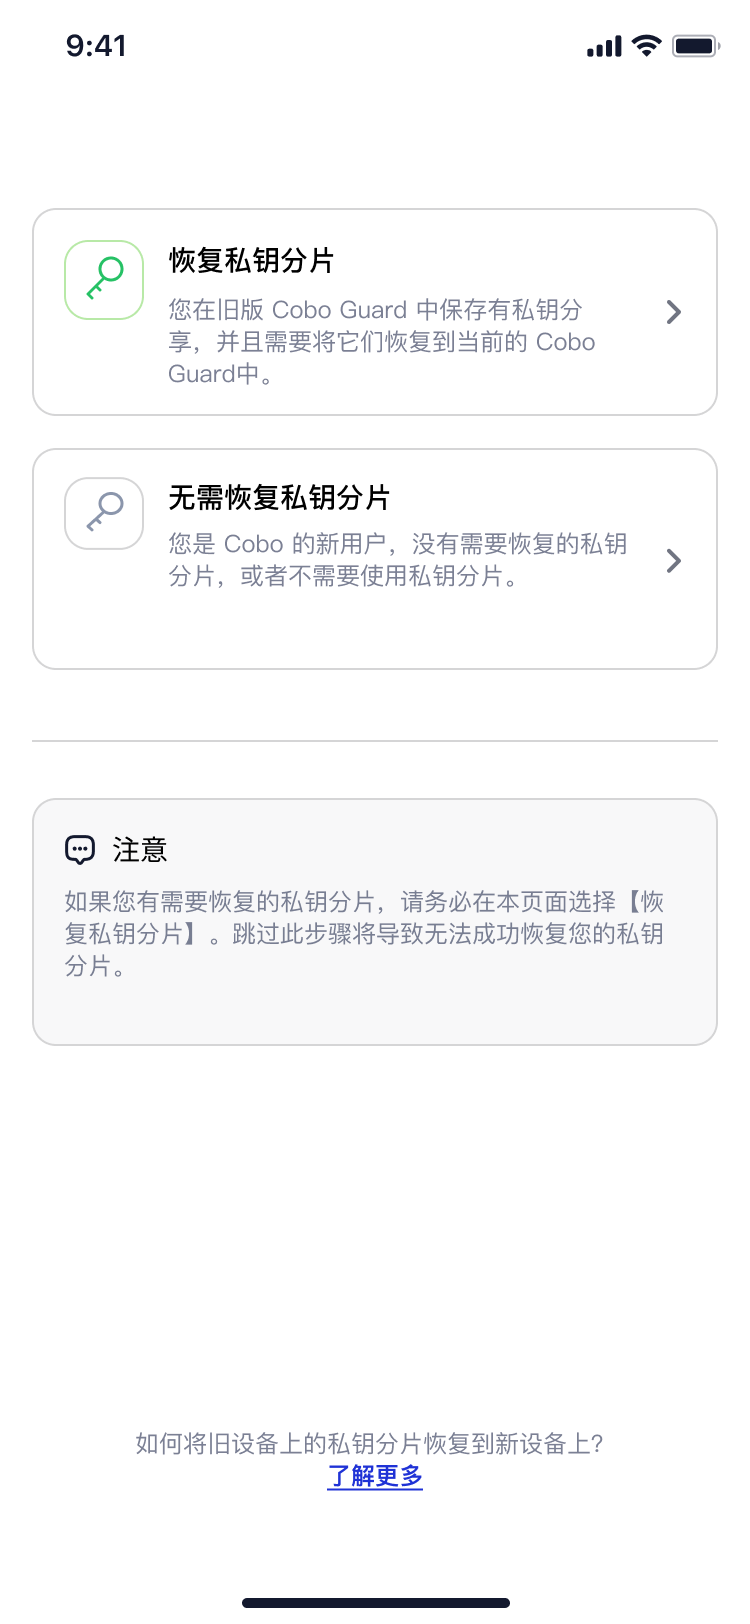 9:41
恢复私钥分片
您在旧版 Cobo Guard 中保存有私钥分
享，并且需要将它们恢复到当前的 Cobo
Guard中。
无需恢复私钥分片
您是 Cobo 的新用户，没有需要恢复的私钥
分片，或者不需要使用私钥分片。
注意
如果您有需要恢复的私钥分片，请务必在本页面选择【恢
复私钥分片】。跳过此步骤将导致无法成功恢复您的私钥
分片。
如何将旧设备上的私钥分片恢复到新设备上?
了解更多